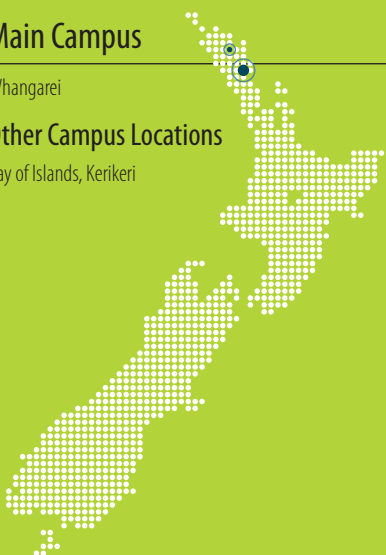 Main Campus
Whangarei
Other Campus Locations
Bay of Islands, Kerikeri